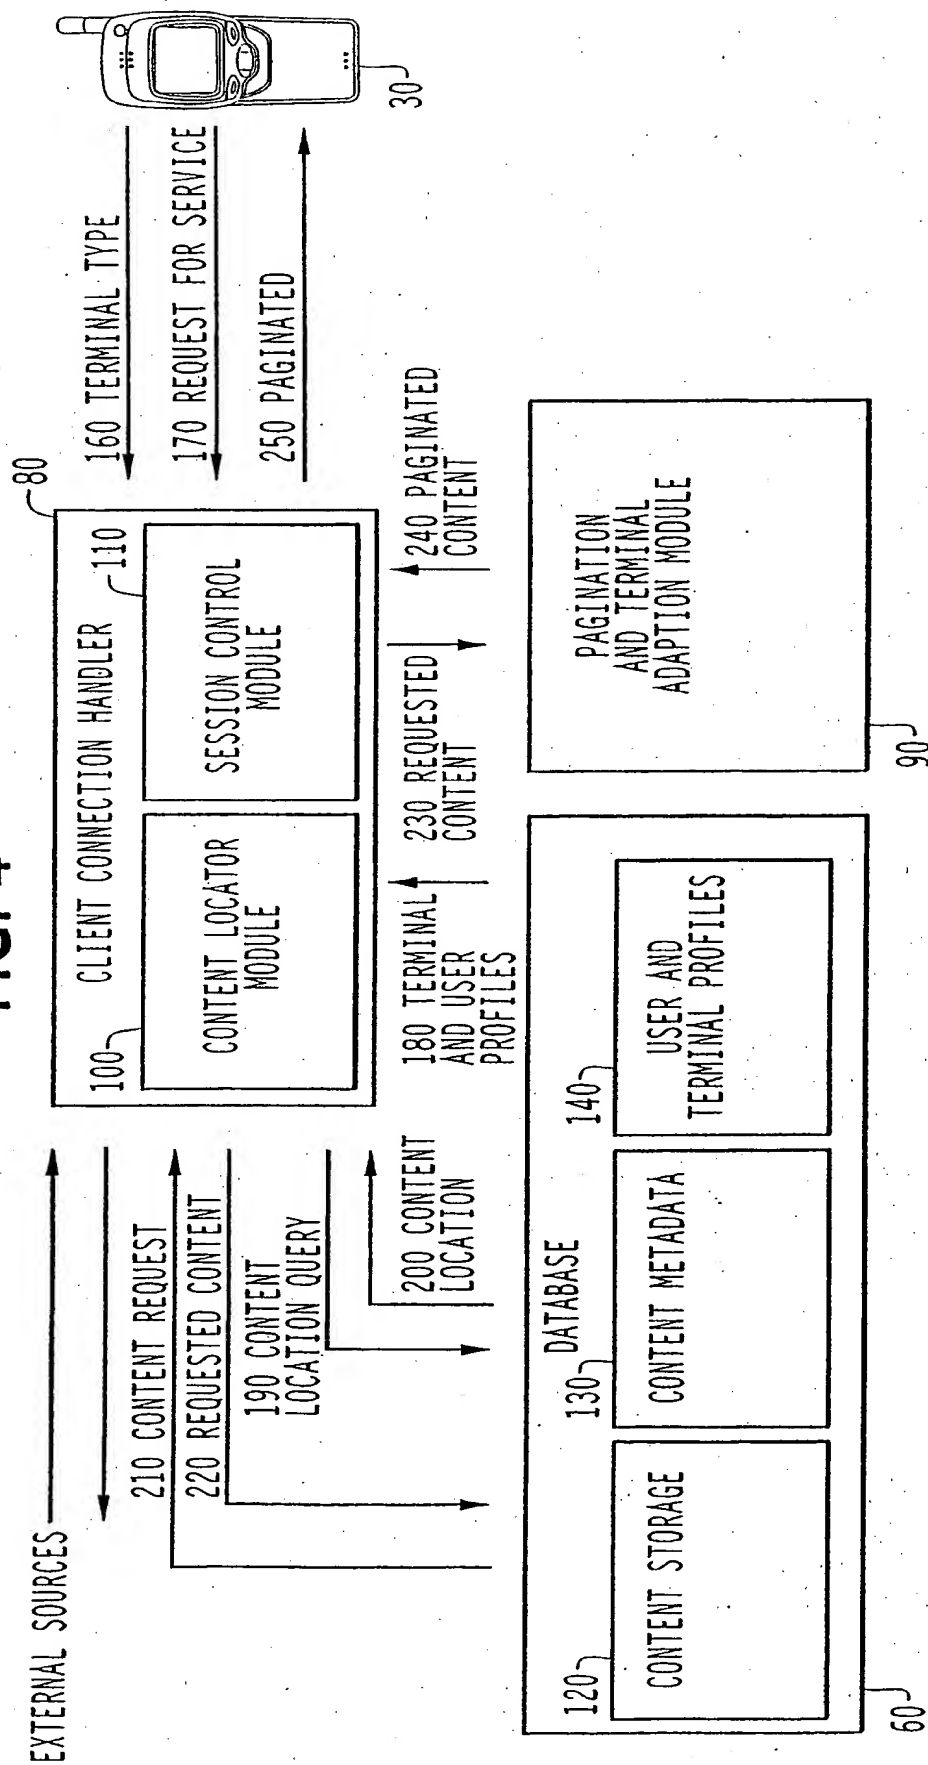 FIG. 4
EXTERNAL SOURCES
210 CONTENT REQUEST
220 REQUESTED CONTENT
190 CONTENT
LOCATION QUERY
200 CONTENT
LOCATION
80
CLIENT CONNECTION HANDLER
100
CONTENT LOCATOR
MODULE
110
SESSION CONTROL
MODULE
160 TERMINAL TYPE
170 REQUEST FOR SERVICE
250 PAGINATED
30
180 TERMINAL
AND USER
PROFILES
230 REQUESTED
CONTENT
240 PAGINATED
CONTENT
DATABASE
120
CONTENT STORAGE
130
CONTENT METADATA
140
USER AND
TERMINAL PROFILES
60
PAGINATION
AND TERMINAL
ADAPTION MODULE
90